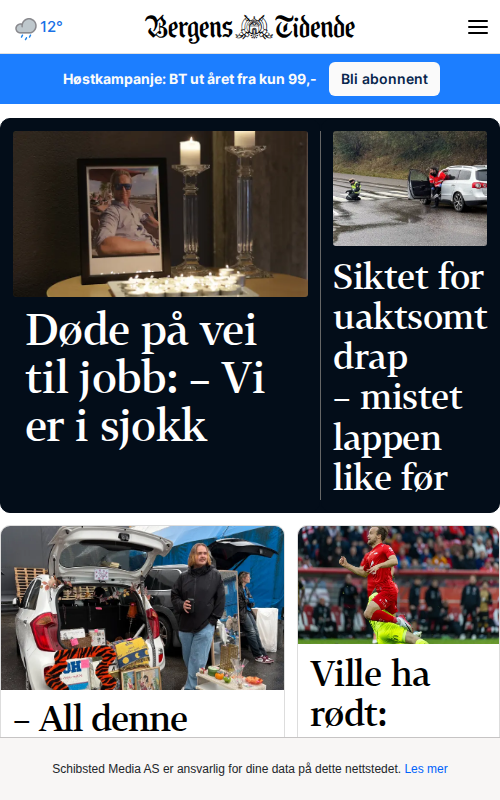 12°
Bergens Tidende
Høstkampanje: BT ut året fra kun 99,-
Bli abonnent
Døde på vei
til jobb: – Vi
er i sjokk
Siktet for
uaktsomt
drap
– mistet
lappen
like før
– All denne
Ville ha
rødt:
Schibsted Media AS er ansvarlig for dine data på dette nettstedet. Les mer